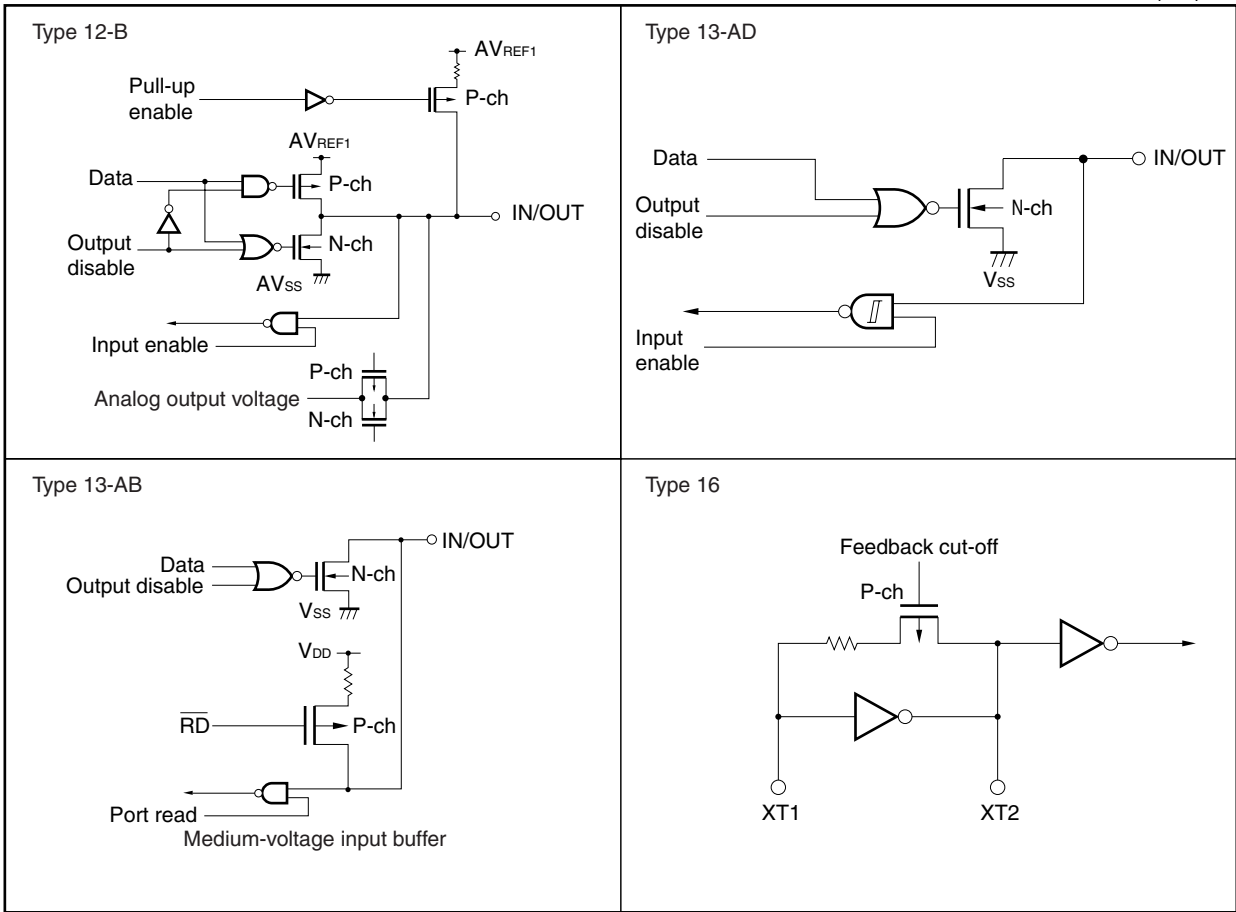 Type 12-B
AVREF1
Pull-up
enable
P-ch
AVREF1
Data
P-ch
IN/OUT
Output
disable
N-ch
AVSS
Input enable
P-ch
Analog output voltage
N-ch
Type 13-AD
Data
IN/OUT
Output
disable
N-ch
VSS
Input
enable
Type 13-AB
IN/OUT
Data
Output disable
N-ch
VSS
VDD
RD
P-ch
Port read
Medium-voltage input buffer
Type 16
Feedback cut-off
P-ch
XT1
XT2